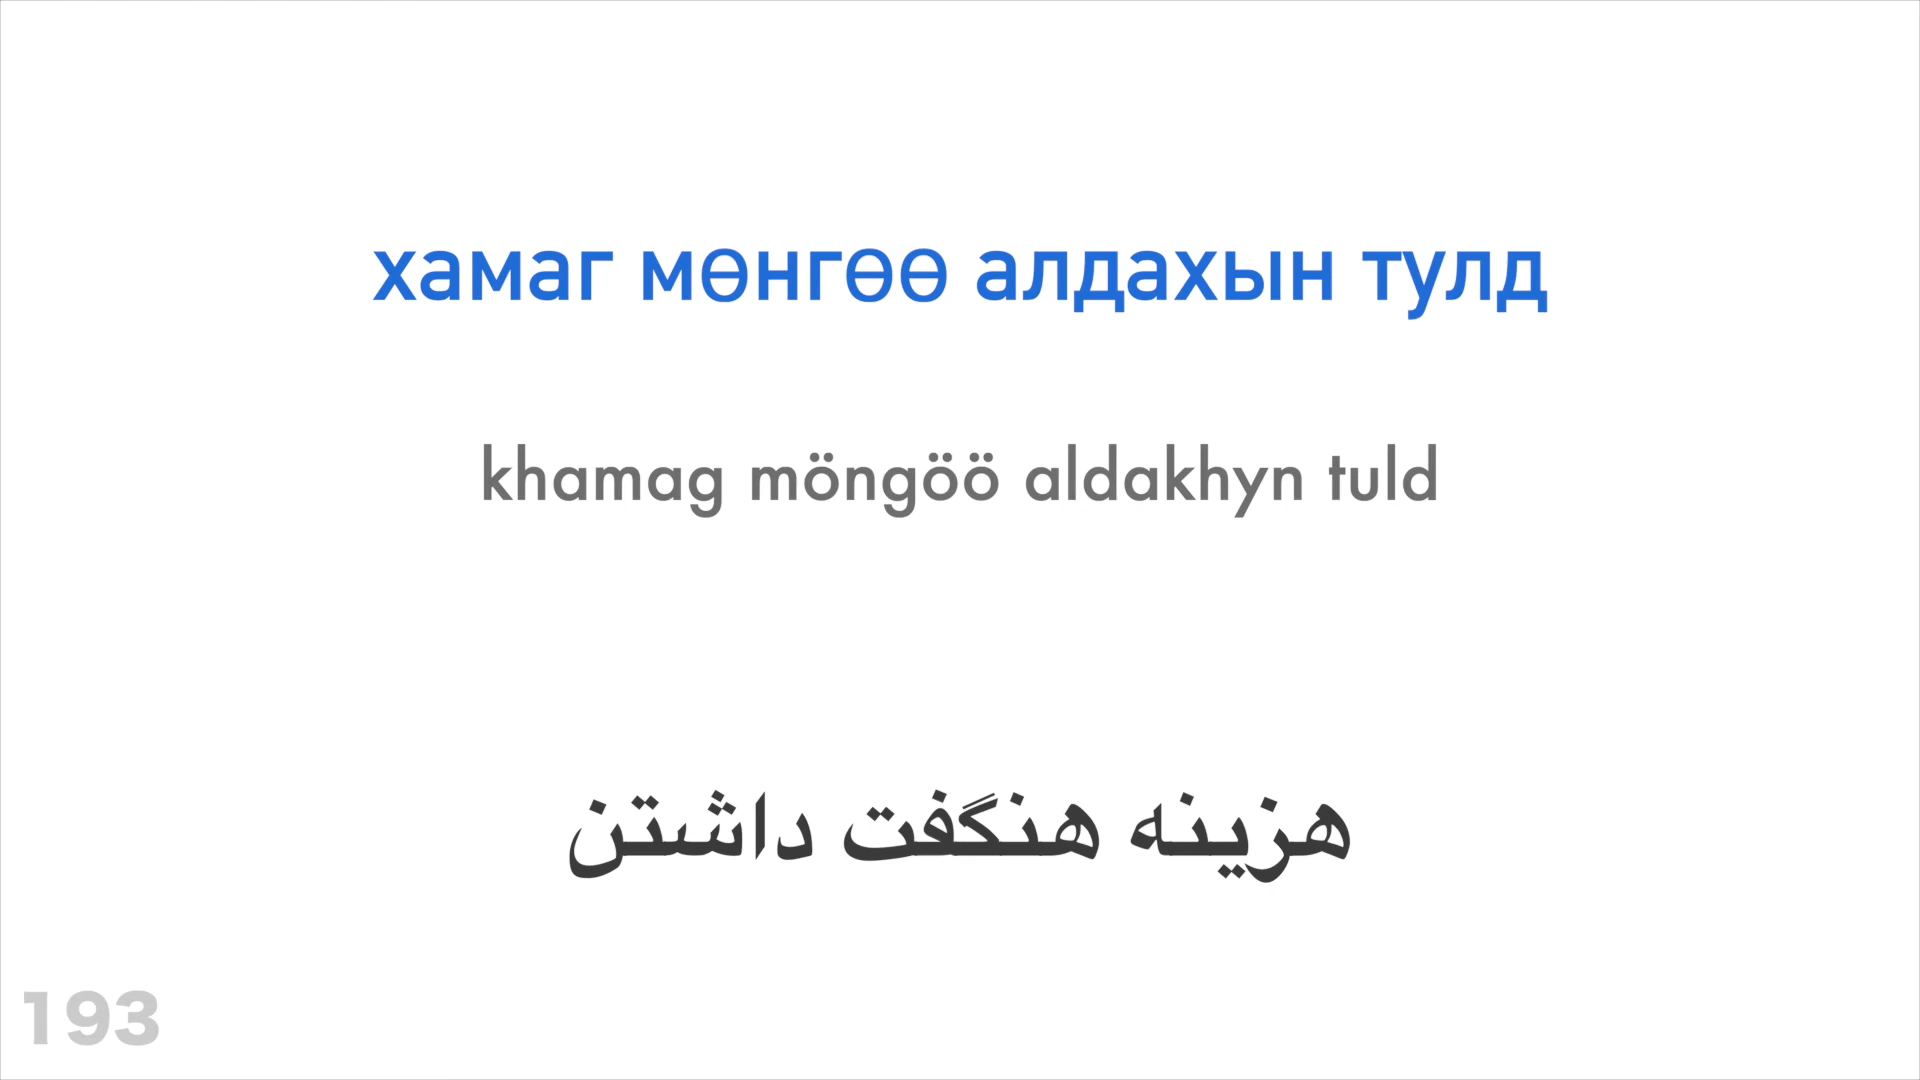 хамаг мөнгөө алдахын тулд
khamag möngöö aldakhyn tuld
هزینه هنگفت داشتن
193